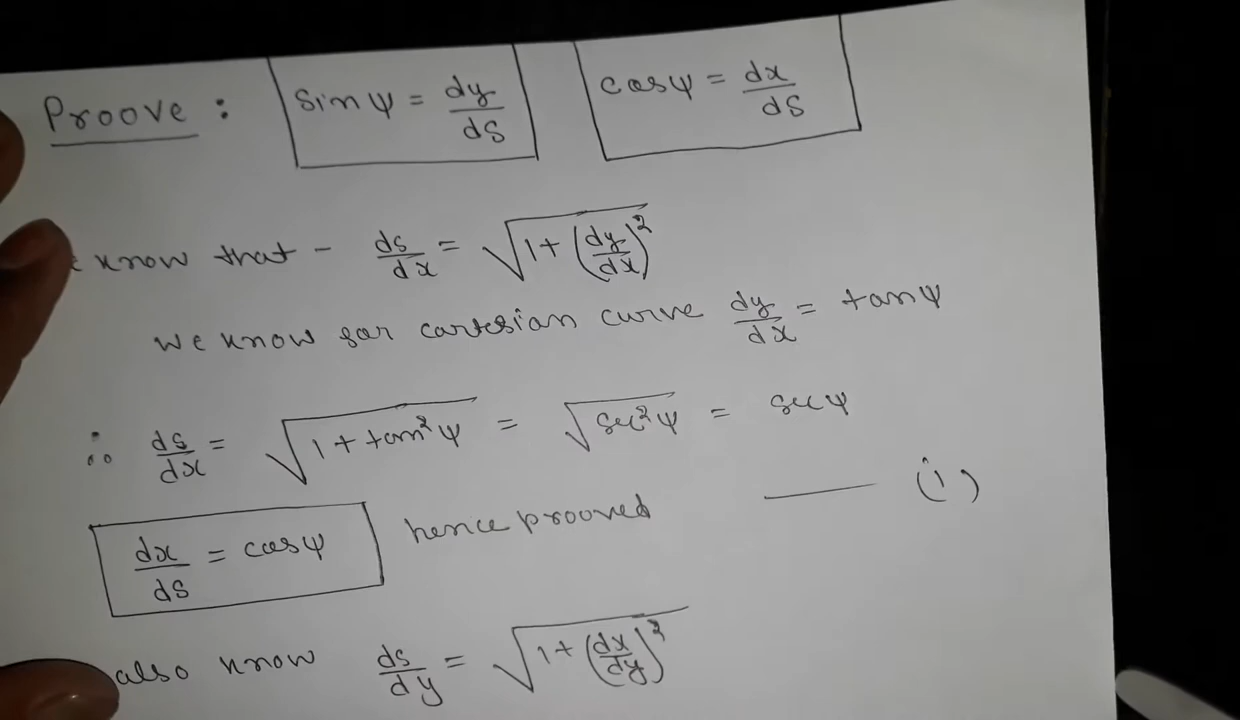 Proove : sin ψ = dy/ds cos ψ = dx/ds
know that - ds/dx = √(1 + (dy/dx)²)
we know for cartesian curve dy/dx = tan ψ
∴ ds/dx = √(1 + tan² ψ) = √(sec² ψ) = sec ψ
dx/ds = cos ψ hence prooved —— (i)
also know ds/dy = √(1 + (dx/dy)²)